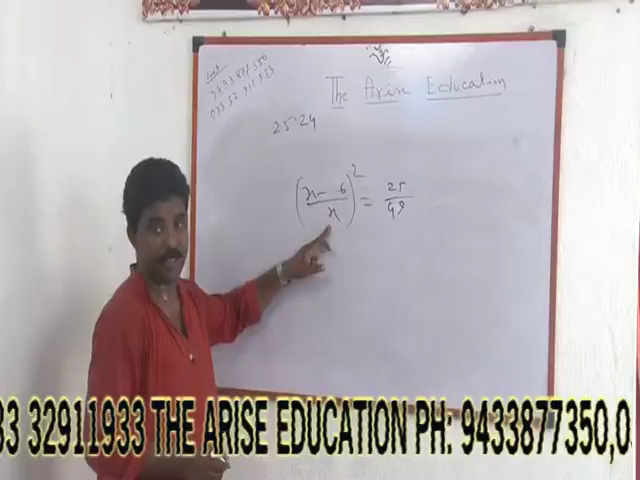 The Arise Education
25'24
(x - 6 / x)² = 25 / 49
33 32911933 THE ARISE EDUCATION PH: 9433877350,0